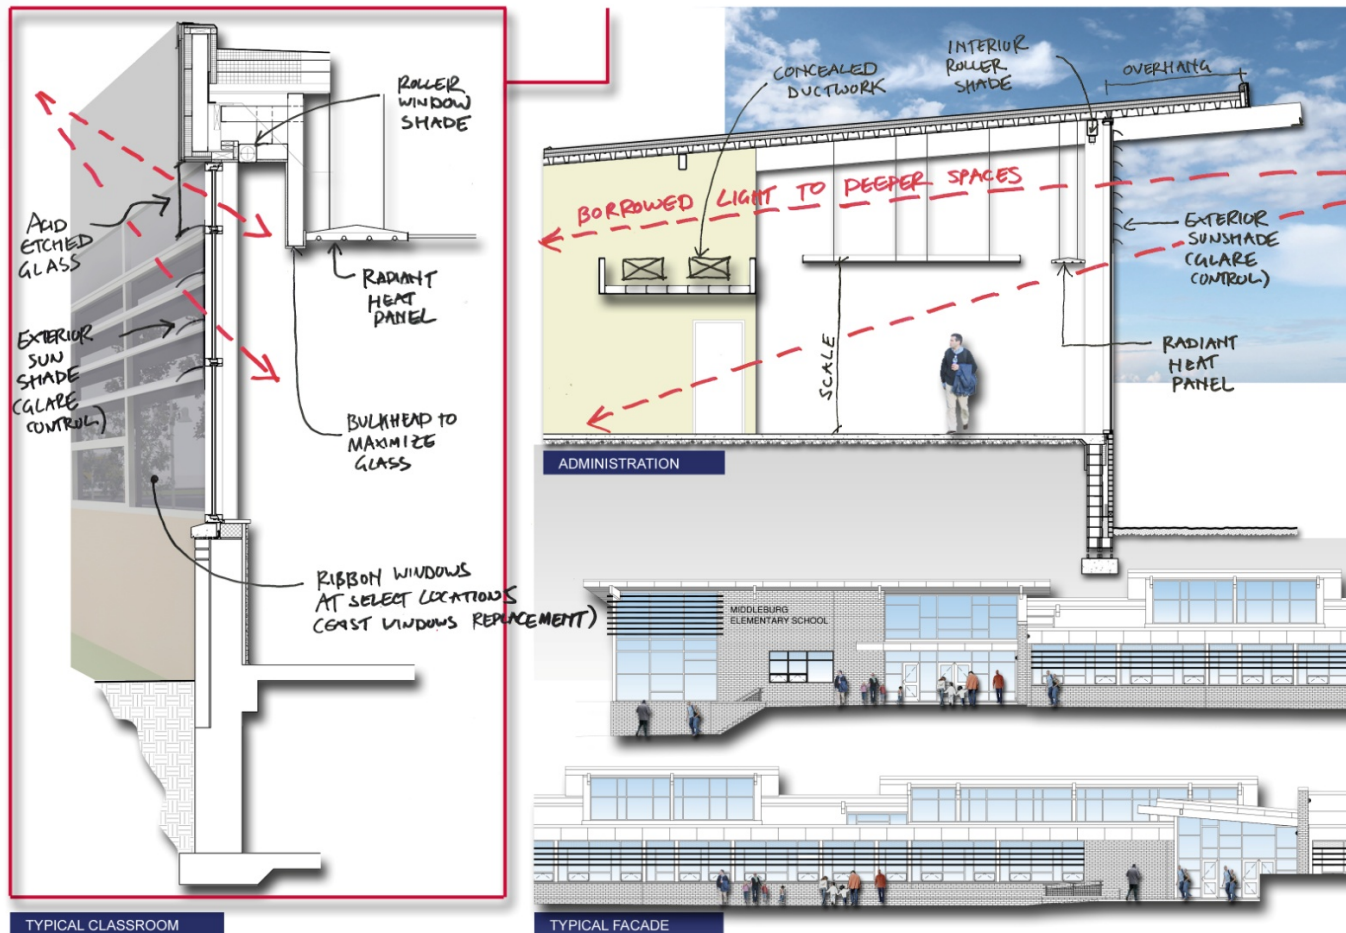 ROLLER
WINDOW
SHADE
ACID
ETCHED
GLASS
RADIANT
HEAT
PANEL
EXTERIOR
SUN
SHADE
(GLARE
CONTROL)
BULKHEAD TO
MAXIMIZE
GLASS
RIBBON WINDOWS
AT SELECT LOCATIONS
(EAST WINDOWS REPLACEMENT)
TYPICAL CLASSROOM
CONCEALED
DUCTWORK
INTERIOR
ROLLER
SHADE
OVERHANG
BORROWED LIGHT TO DEEPER SPACES
EXTERIOR
SUNSHADE
(GLARE
CONTROL)
SCALE
RADIANT
HEAT
PANEL
ADMINISTRATION
MIDDLEBURG
ELEMENTARY SCHOOL
TYPICAL FACADE